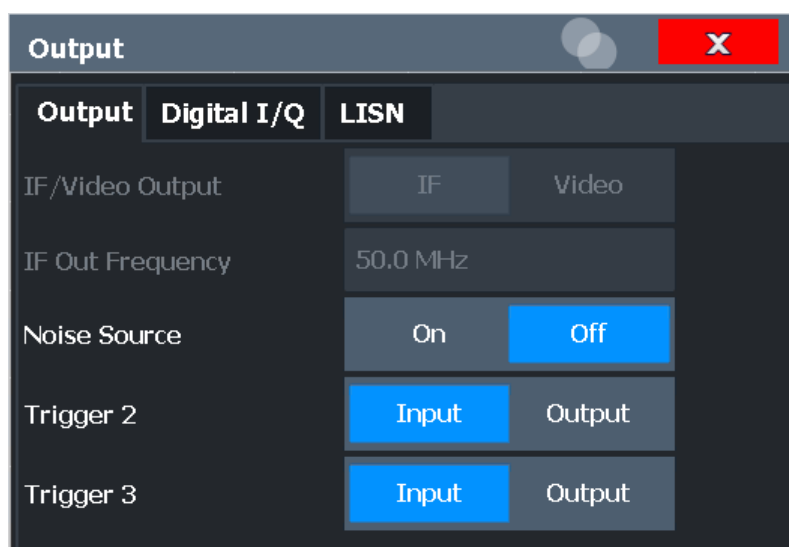 Output X
Output Digital I/Q LISN
IF/Video Output IF Video
IF Out Frequency 50.0 MHz
Noise Source On Off
Trigger 2 Input Output
Trigger 3 Input Output